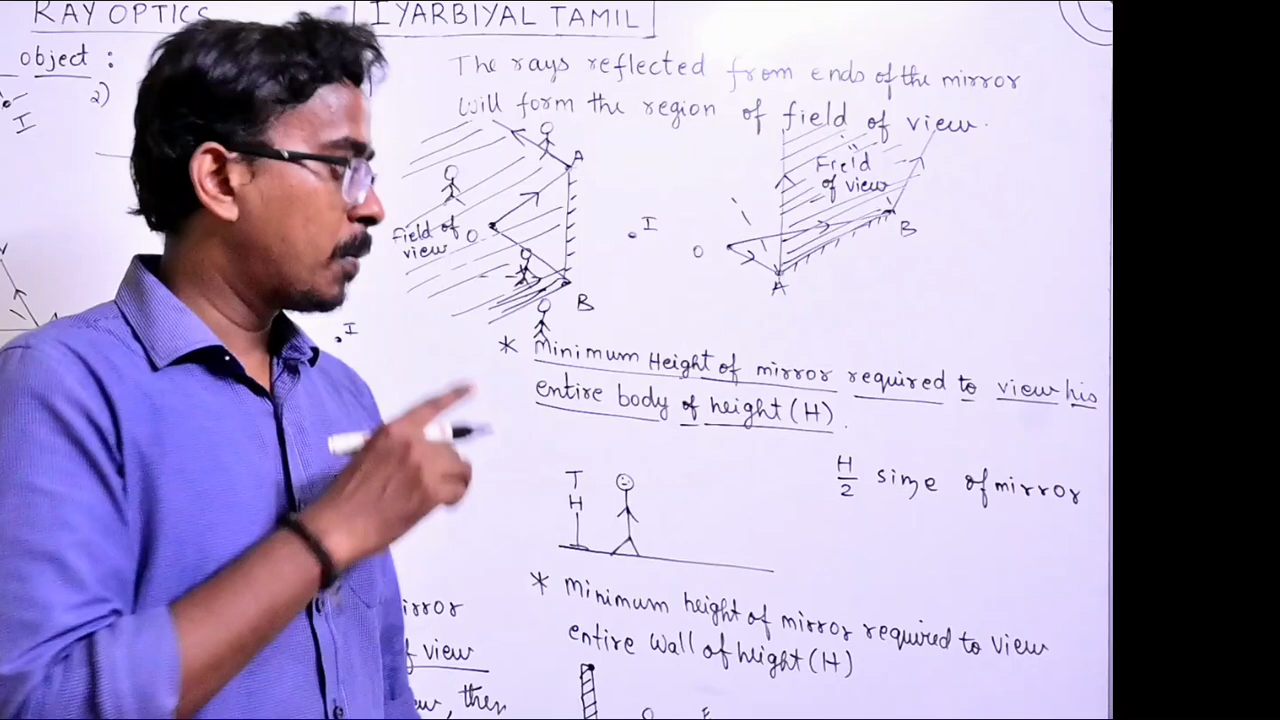 RAY OPTICS
IYARBIYAL TAMIL
object :
2)
I
The rays reflected from ends of the mirror
will form the region of field of view.
A
Field of
view
O
B
I
Field
of view
O
A
B
I
* Minimum Height of mirror required to view his
entire body of height (H).
H/2 size of mirror
H
* Minimum height of mirror required to view
entire wall of height (H)
view